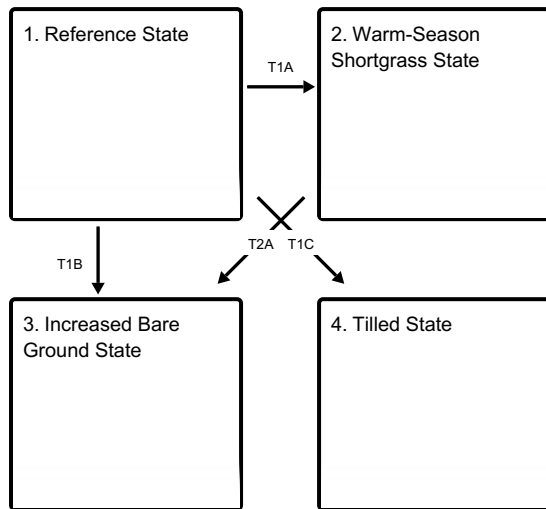 1. Reference State
2. Warm-Season
Shortgrass State
T1A
T1B
T2A
T1C
3. Increased Bare
Ground State
4. Tilled State